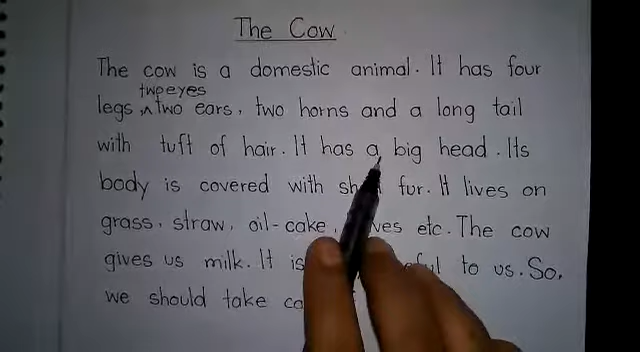 The Cow
The cow is a domestic animal. It has four
two eyes
legs, ^ two ears, two horns and a long tail
with tuft of hair. It has a big head. Its
body is covered with fur. It lives on
grass, straw, oil-cake, etc. The cow
gives us milk. It is to us. So,
we should take